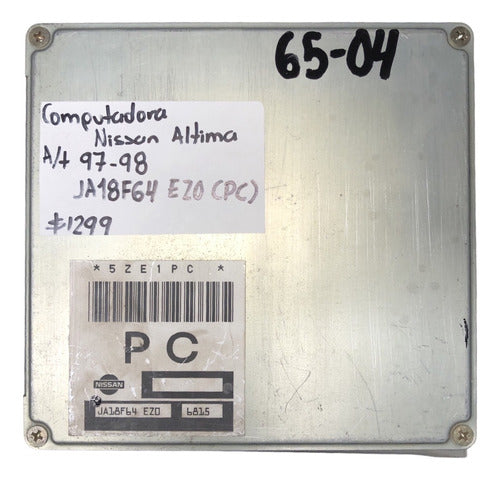 65-04
Computadora
Nissan Altima
A/t 97-98
JA18F64 EZ0 (PC)
$1299
*5ZE1PC *
PC
NISSAN
JA18F64 EZ0 6815